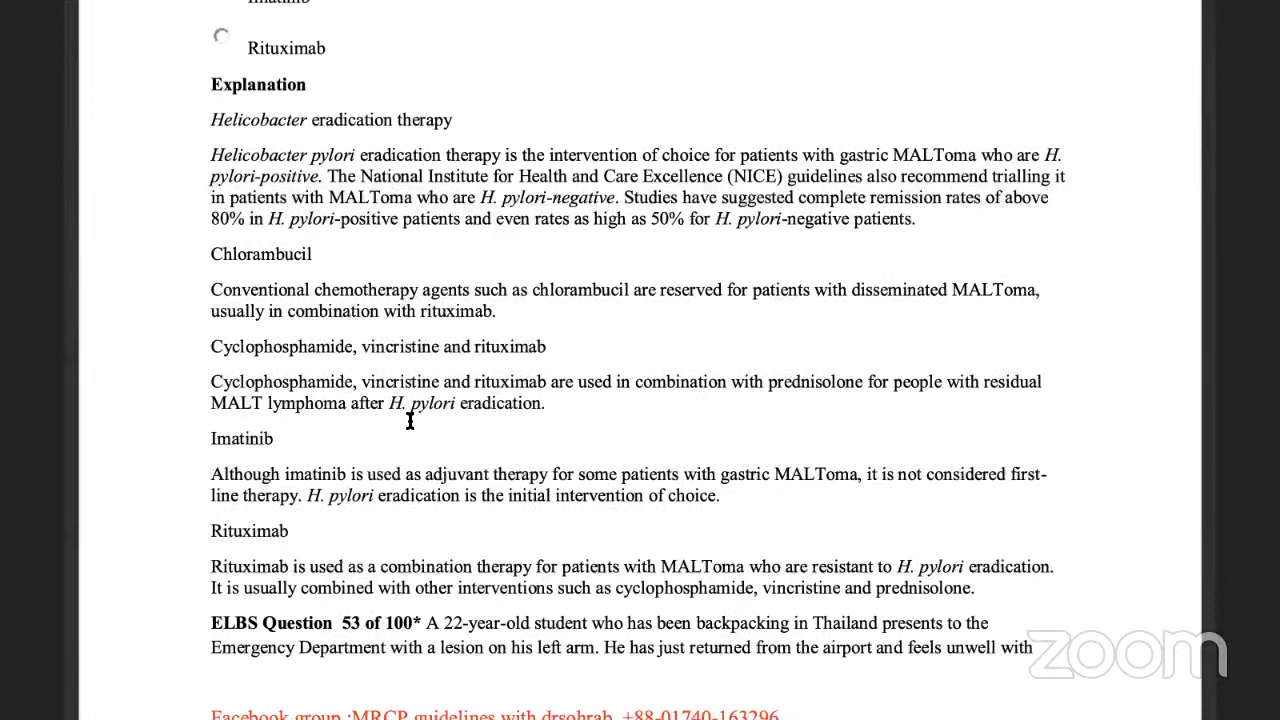 Imatinib
Rituximab
Explanation
Helicobacter eradication therapy
Helicobacter pylori eradication therapy is the intervention of choice for patients with gastric MALToma who are H.
pylori-positive. The National Institute for Health and Care Excellence (NICE) guidelines also recommend trialling it
in patients with MALToma who are H. pylori-negative. Studies have suggested complete remission rates of above
80% in H. pylori-positive patients and even rates as high as 50% for H. pylori-negative patients.
Chlorambucil
Conventional chemotherapy agents such as chlorambucil are reserved for patients with disseminated MALToma,
usually in combination with rituximab.
Cyclophosphamide, vincristine and rituximab
Cyclophosphamide, vincristine and rituximab are used in combination with prednisolone for people with residual
MALT lymphoma after H. pylori eradication.
Imatinib
Although imatinib is used as adjuvant therapy for some patients with gastric MALToma, it is not considered first-
line therapy. H. pylori eradication is the initial intervention of choice.
Rituximab
Rituximab is used as a combination therapy for patients with MALToma who are resistant to H. pylori eradication.
It is usually combined with other interventions such as cyclophosphamide, vincristine and prednisolone.
ELBS Question 53 of 100* A 22-year-old student who has been backpacking in Thailand presents to the
Emergency Department with a lesion on his left arm. He has just returned from the airport and feels unwell with
zoom
Facebook group :MRCP guidelines with drsohrab +88-01740-163296